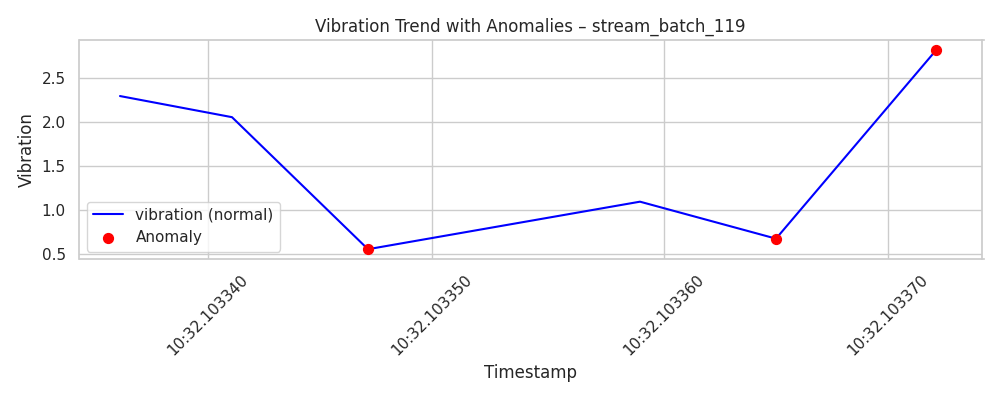 Vibration Trend with Anomalies – stream_batch_119
Vibration
2.5
2.0
1.5
1.0
0.5
vibration (normal)
Anomaly
10:32.103340
10:32.103350
10:32.103360
10:32.103370
Timestamp